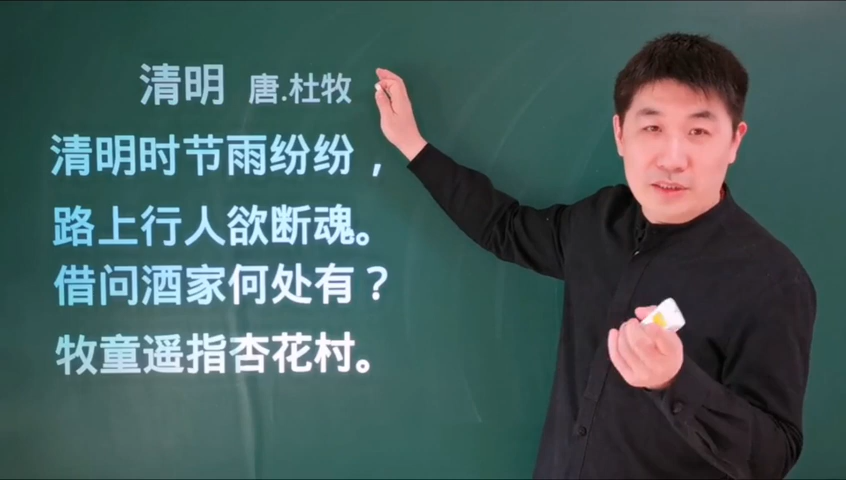 清明 唐.杜牧
清明时节雨纷纷，
路上行人欲断魂。
借问酒家何处有？
牧童遥指杏花村。